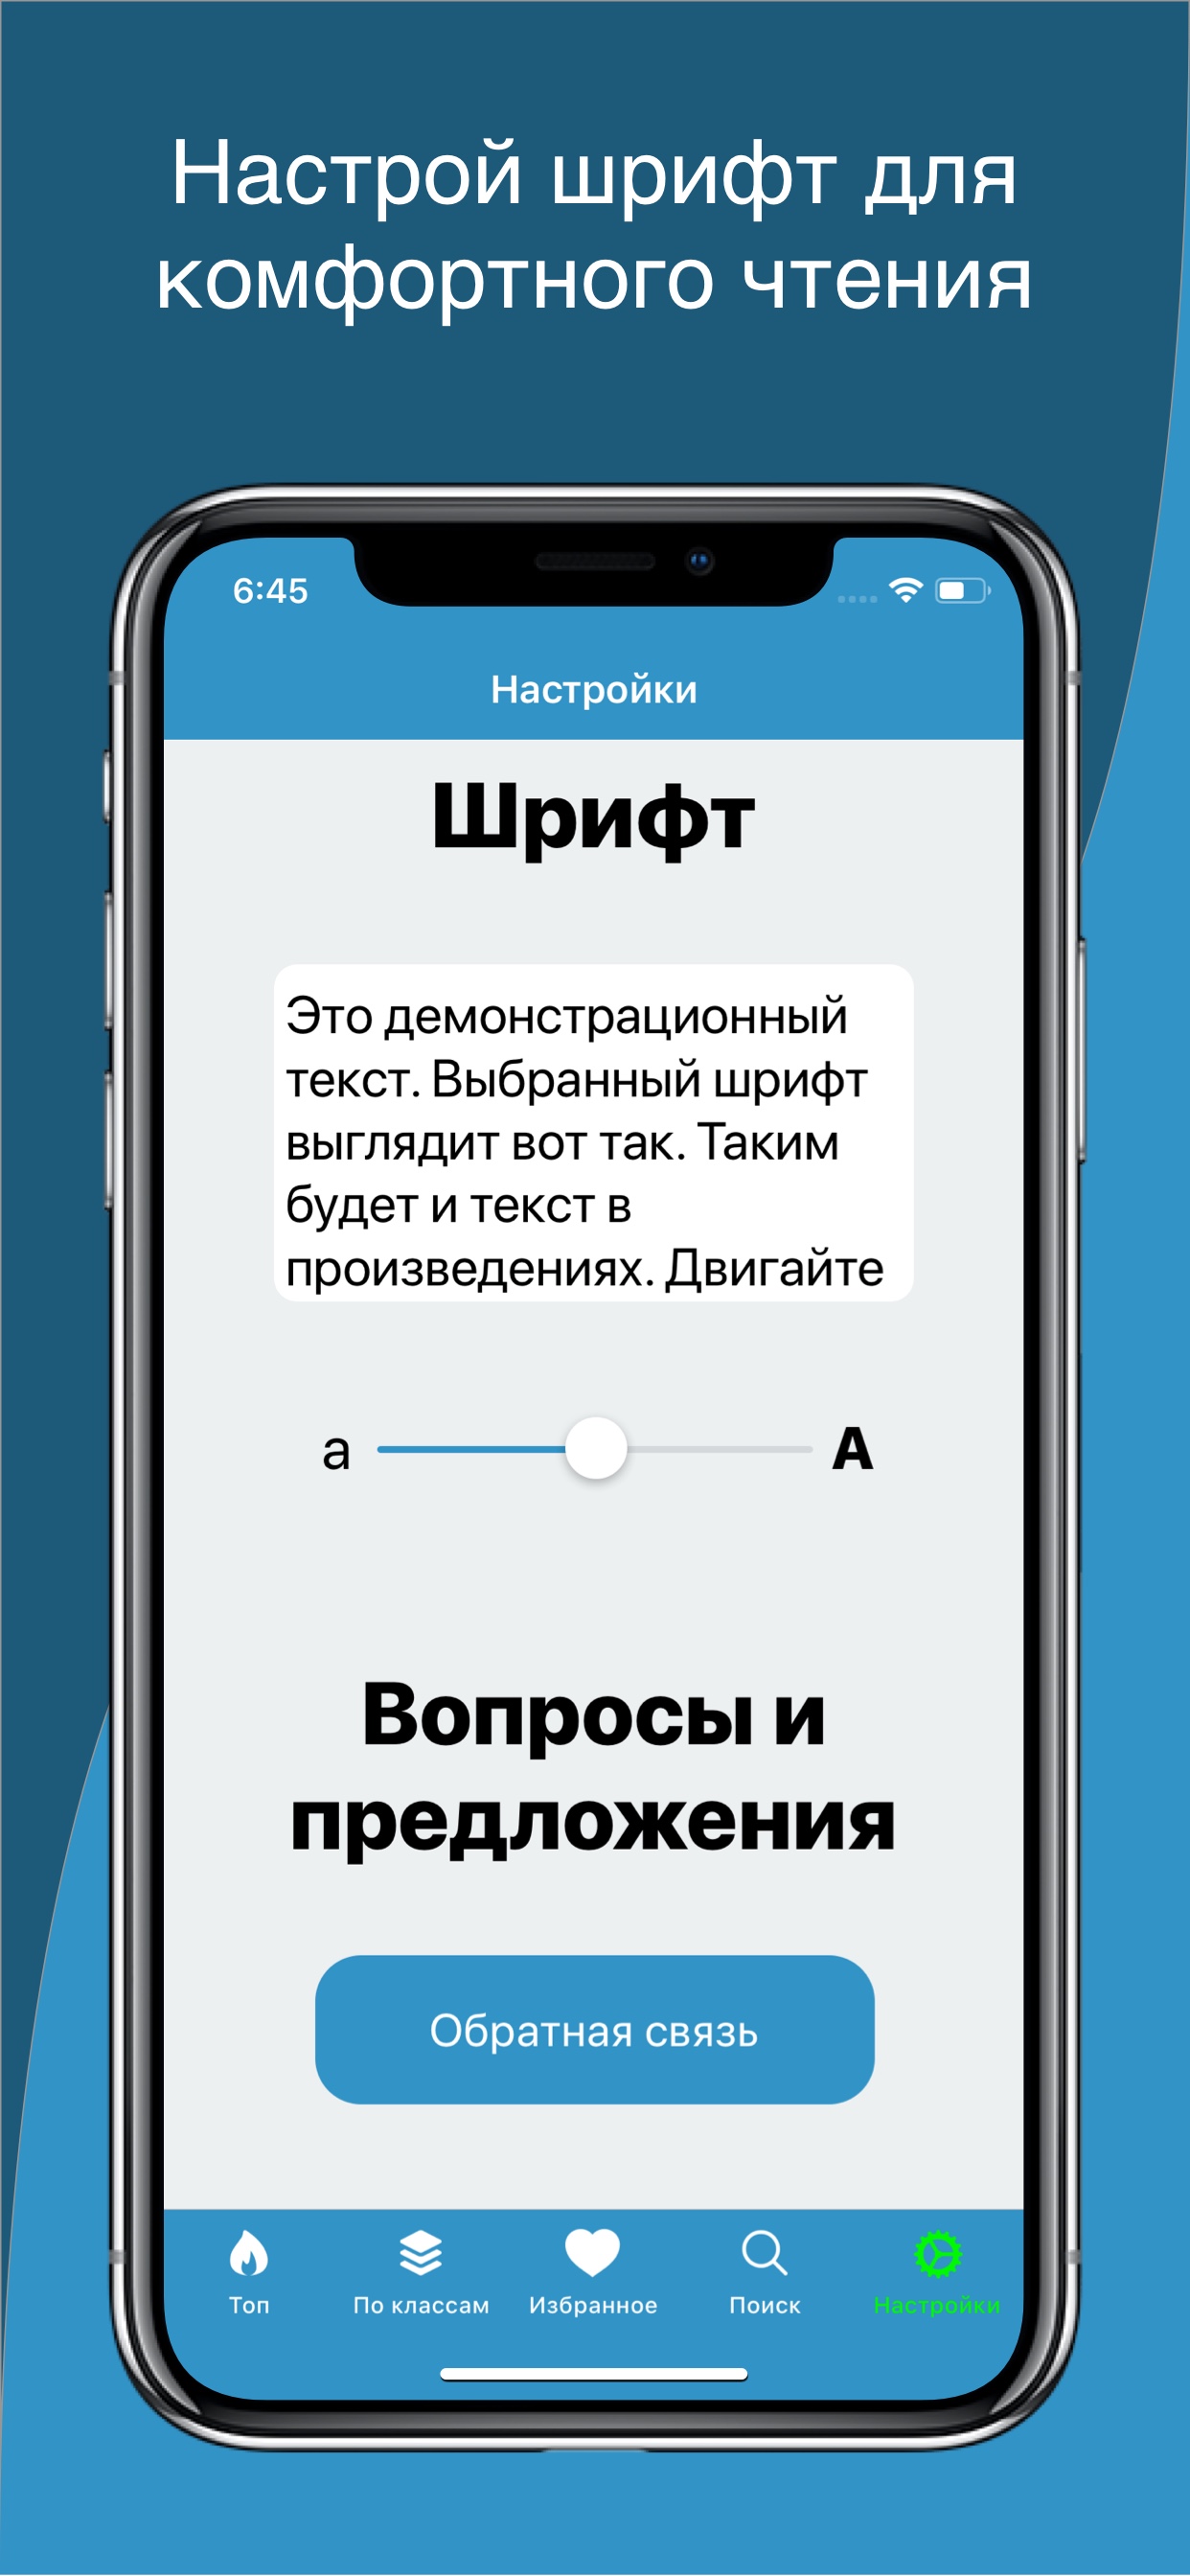 Настрой шрифт для
комфортного чтения
6:45
Настройки
Шрифт
Это демонстрационный
текст. Выбранный шрифт
выглядит вот так. Таким
будет и текст в
произведениях. Двигайте
а A
Вопросы и
предложения
Обратная связь
Топ По классам Избранное Поиск Настройки